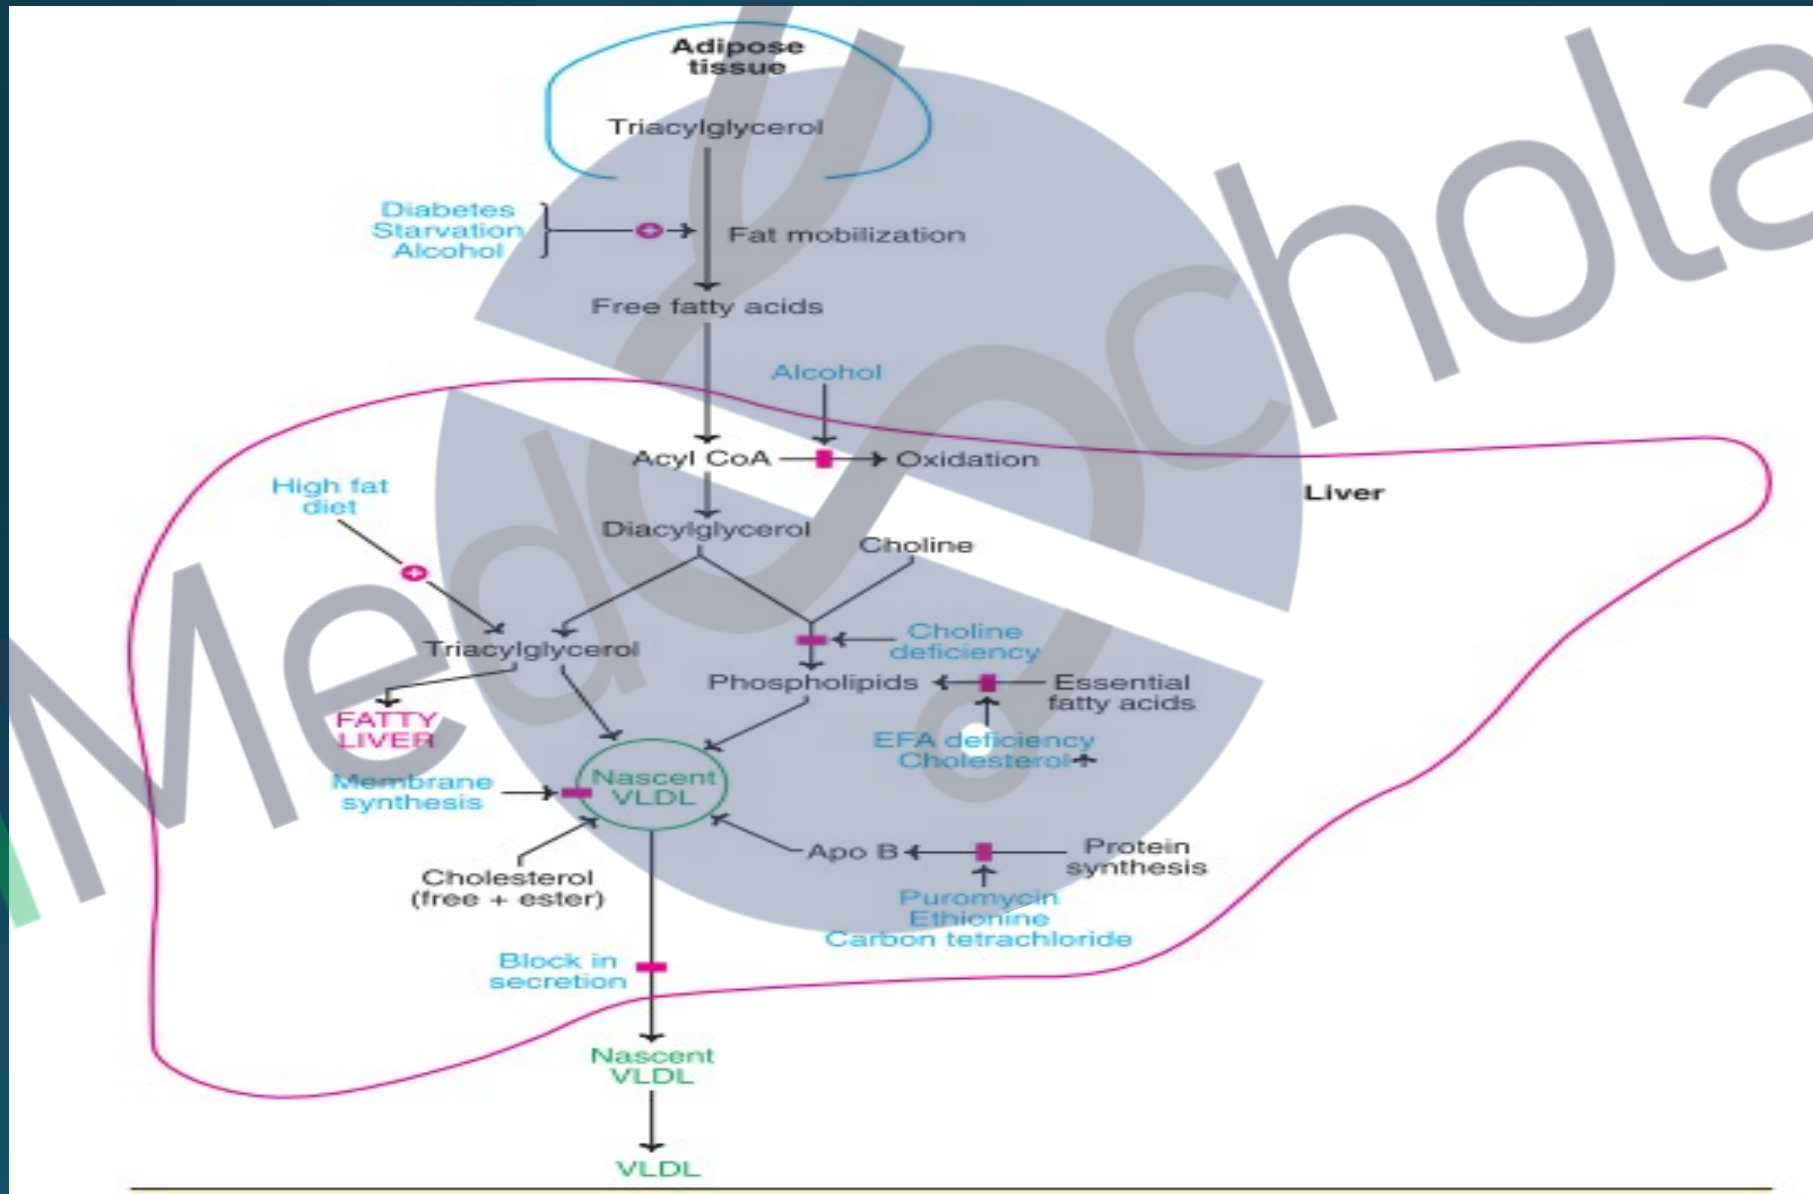 Adipose
tissue
Triacylglycerol
Diabetes
Starvation
Alcohol
Fat mobilization
Free fatty acids
Alcohol
Acyl CoA
Oxidation
Liver
High fat
diet
Diacylglycerol
Choline
Triacylglycerol
Choline
deficiency
Phospholipids
Essential
fatty acids
FATTY
LIVER
EFA deficiency
Cholesterol
Membrane
synthesis
Nascent
VLDL
Apo B
Protein
synthesis
Cholesterol
(free + ester)
Puromycin
Ethionine
Carbon tetrachloride
Block in
secretion
Nascent
VLDL
VLDL
MedSchola